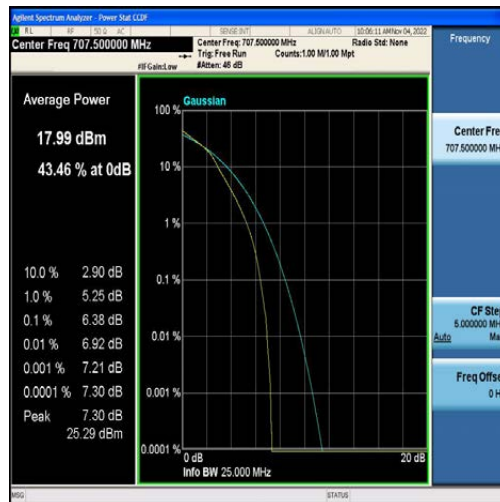 Agilent Spectrum Analyzer - Power Stat CCDF
RL RF 50 Ω AC SENSE:INT ALIGNAUTO 10:06:11 AM Nov 04, 2022
Center Freq 707.500000 MHz
Center Freq: 707.500000 MHz Radio Std: None
Trig: Free Run Counts:1.00 M/1.00 Mpt
#IFGain:Low #Atten: 46 dB
Frequency
Average Power
17.99 dBm
43.46 % at 0dB
10.0 % 2.90 dB
1.0 % 5.25 dB
0.1 % 6.38 dB
0.01 % 6.92 dB
0.001 % 7.21 dB
0.0001 % 7.30 dB
Peak 7.30 dB
25.29 dBm
Gaussian
100 %
10 %
1 %
0.1 %
0.01 %
0.001 %
0.0001 %
0 dB 20 dB
Info BW 25.000 MHz
Center Fre
707.500000 MH
CF Ste
5.000000 MH
Auto Ma
Freq Offse
0 H
MSG STATUS